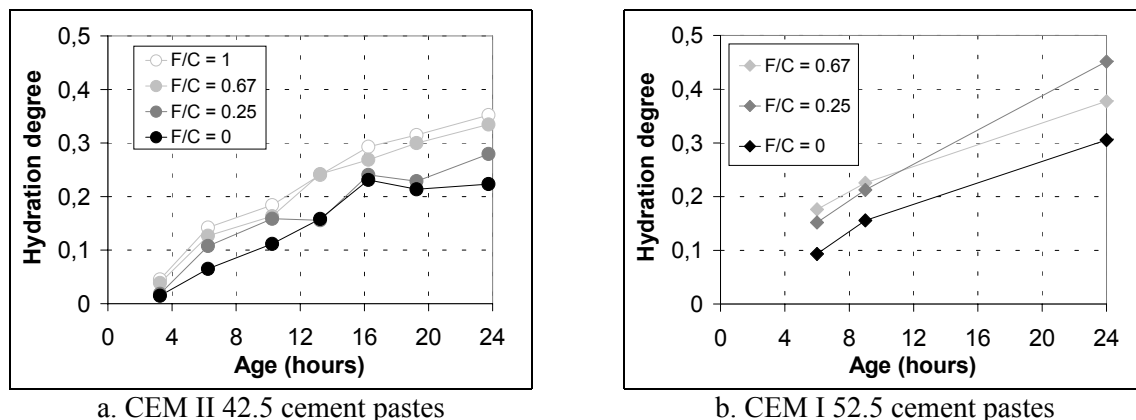 0,5
0,4
0,3
0,2
0,1
0
Hydration degree
F/C = 1
F/C = 0.67
F/C = 0.25
F/C = 0
0 4 8 12 16 20 24
Age (hours)
a. CEM II 42.5 cement pastes
0,5
0,4
0,3
0,2
0,1
0
Hydration degree
F/C = 0.67
F/C = 0.25
F/C = 0
0 4 8 12 16 20 24
Age (hours)
b. CEM I 52.5 cement pastes